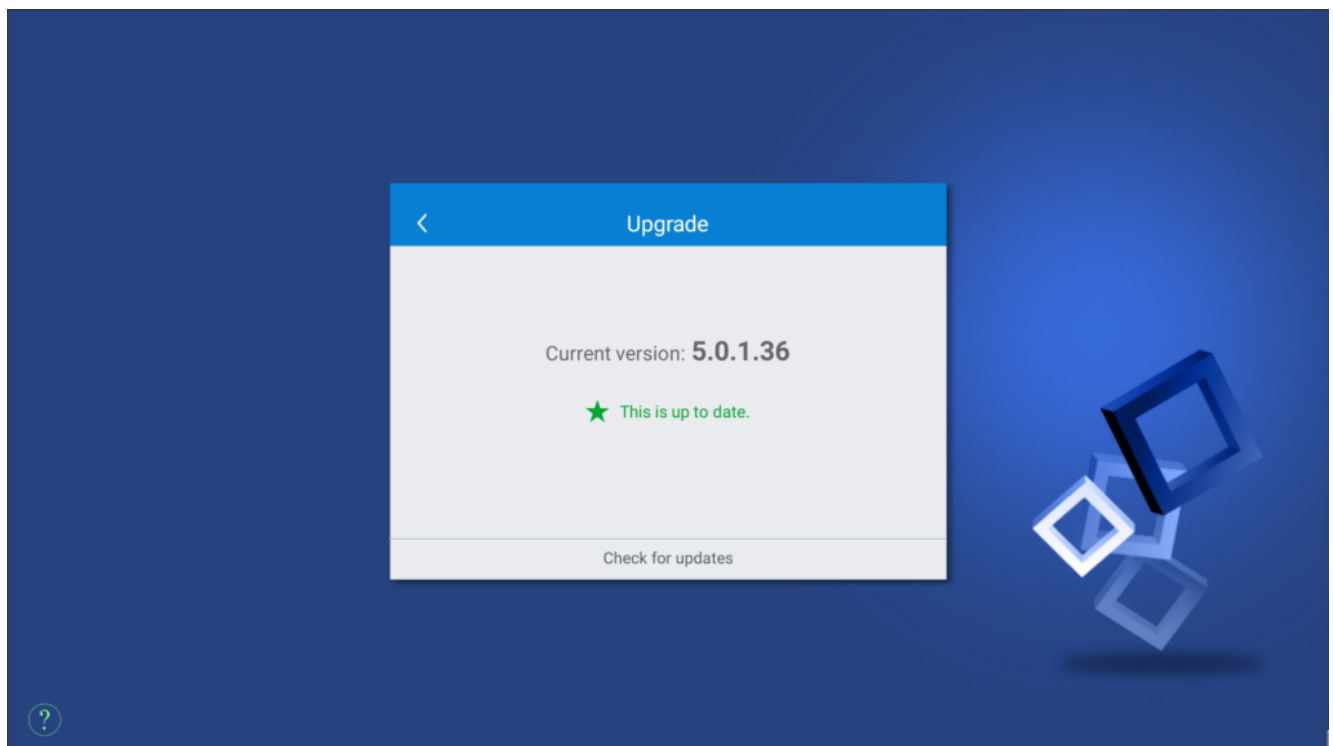 Upgrade
Current version: 5.0.1.36
This is up to date.
Check for updates
?